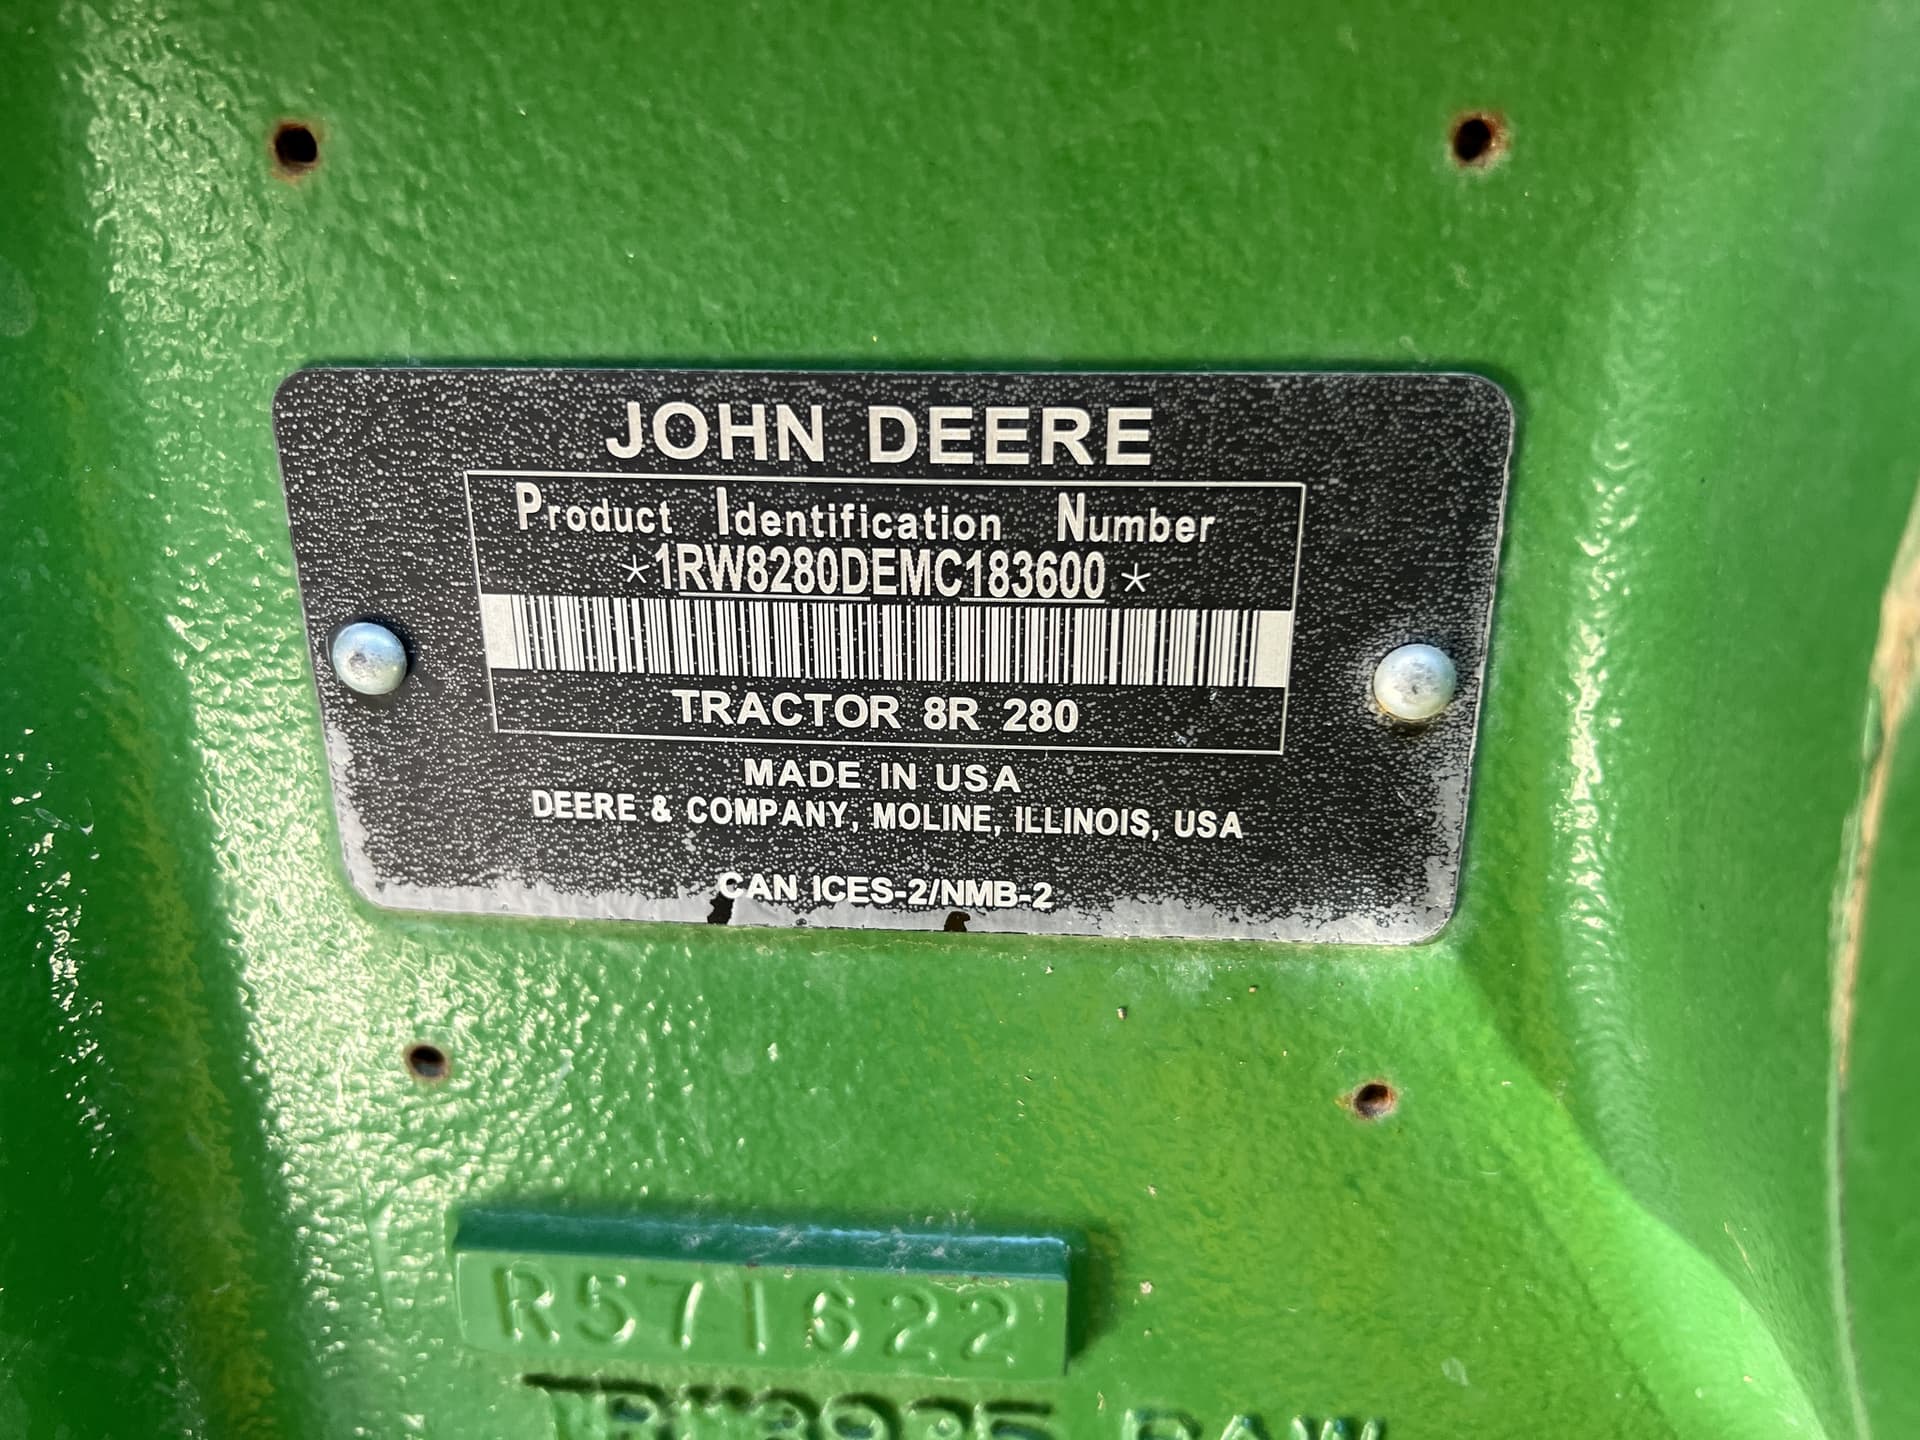 JOHN DEERE
Product Identification Number
*1RW8280DEMC183600*
TRACTOR 8R 280
MADE IN USA
DEERE & COMPANY, MOLINE, ILLINOIS, USA
CAN ICES-2/NMB-2
R571622
RAW